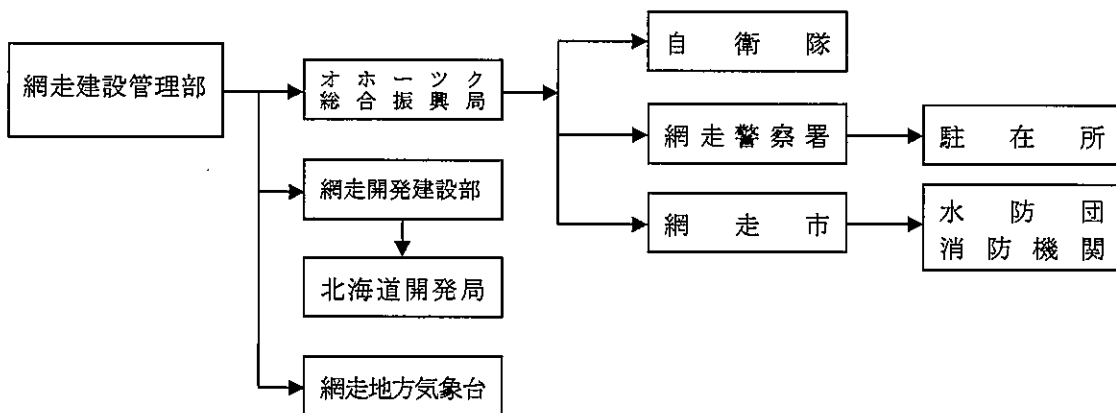 網走建設管理部
オホーツク
総合振興局
網走開発建設部
北海道開発局
網走地方気象台
自衛隊
網走警察署
網走市
駐在所
水防団
消防機関